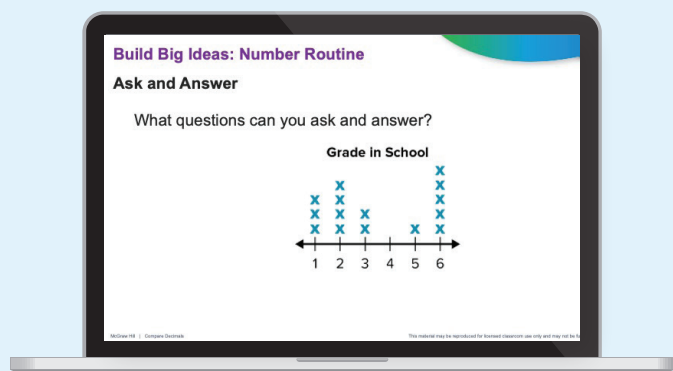 Build Big Ideas: Number Routine
Ask and Answer
What questions can you ask and answer?
Grade in School
X
X X
X X X
X X X X
X X X X X
1 2 3 4 5 6
McGraw Hill | Compare Decimals
This material may be reproduced for licensed classroom use only and may not be